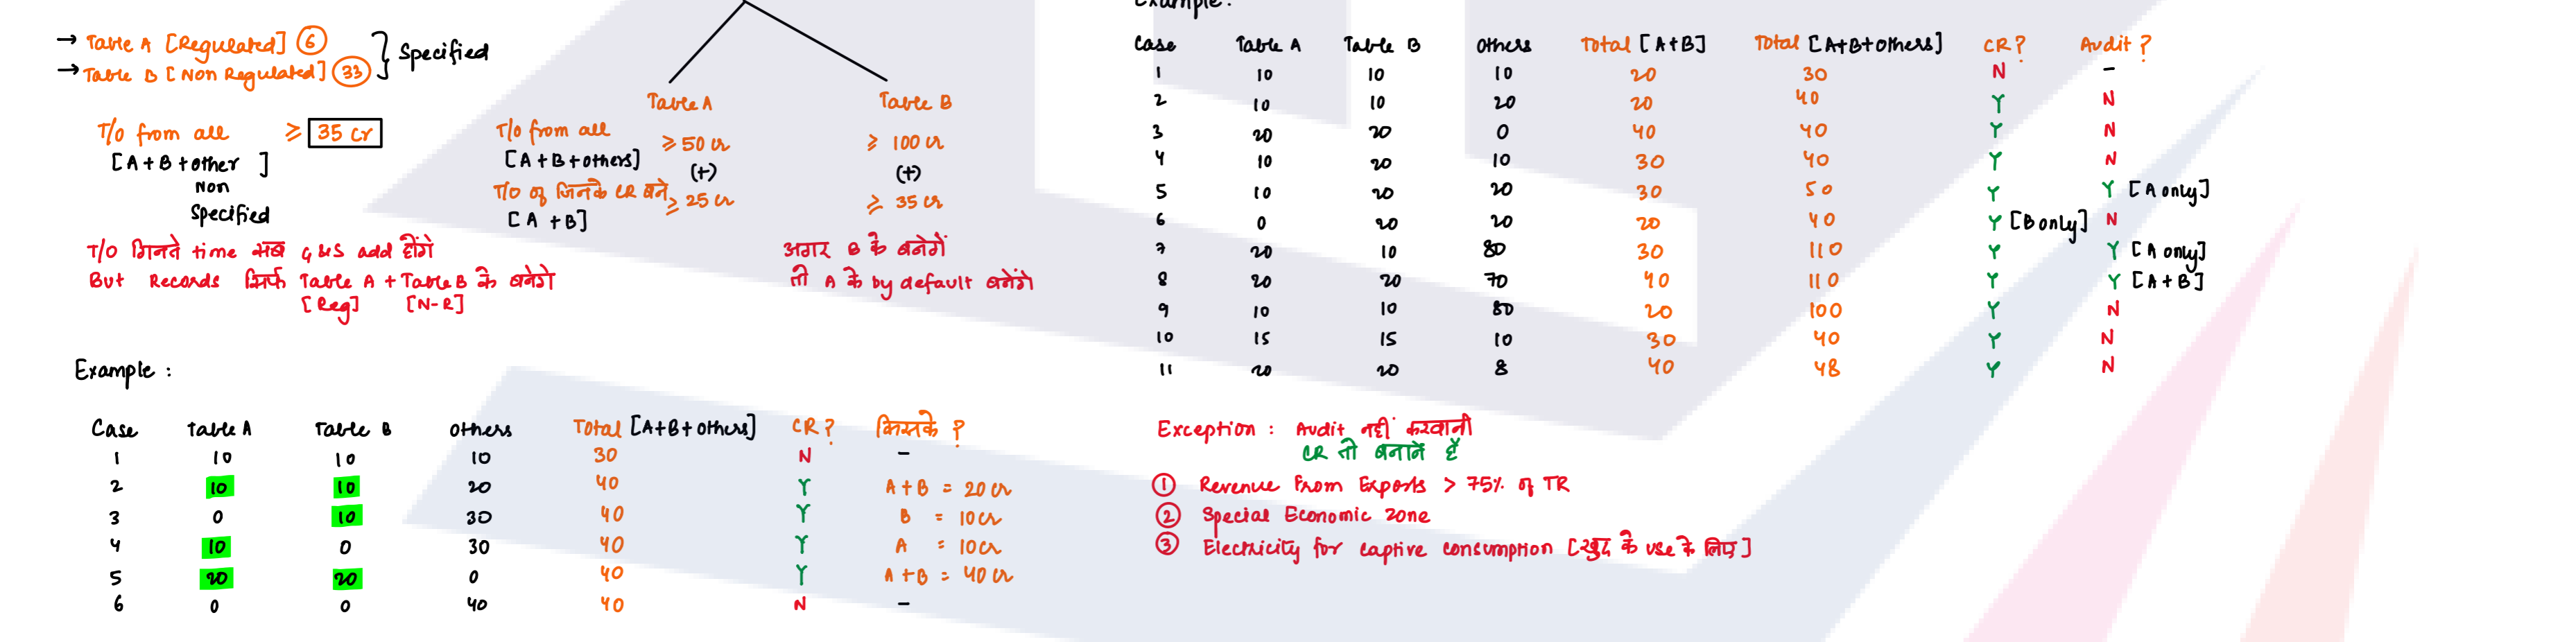 → Table A [Regulated] 6
→ Table B [Non Regulated] 33
} Specified
T/O from all ≥ 35 Cr
[A+B+other ]
Non
Specified
T/O गिनते time सब G&S add होंगे
But Records सिर्फ Table A + Table B के बनेंगे
[Reg] [N-R]
Table A Table B
T/O from all ≥ 50 cr ≥ 100 cr
[A+B+others] (+) (+)
T/O of जिनके CR बने ≥ 25 cr ≥ 35 cr
[A+B]
अगर B के बनेगें
तो A के by default बनेंगे
Example :
Case Table A Table B others Total [A+B+others] CR? किसके ?
1 10 10 10 30 N –
2 10 10 20 40 Y A+B = 20 cr
3 0 10 30 40 Y B = 10 cr
4 10 0 30 40 Y A = 10 cr
5 20 20 0 40 Y A+B = 40 cr
6 0 0 40 40 N –
Example :
Case Table A Table B others Total [A+B] Total [A+B+others] CR? Audit ?
1 10 10 10 20 30 N –
2 10 10 20 20 40 Y N
3 20 20 0 40 40 Y N
4 10 20 10 30 40 Y N
5 10 20 20 30 50 Y Y [A only]
6 0 20 20 20 40 Y [B only] N
7 20 10 80 30 110 Y Y [A only]
8 20 20 70 40 110 Y Y [A+B]
9 10 10 80 20 100 Y N
10 15 15 10 30 40 Y N
11 20 20 8 40 48 Y N
Exception : Audit नहीं करवानी
CR तो बनाने हैं
1 Revenue From Exports > 75% of TR
2 Special Economic Zone
3 Electricity for captive consumption [खुद के use के लिए]